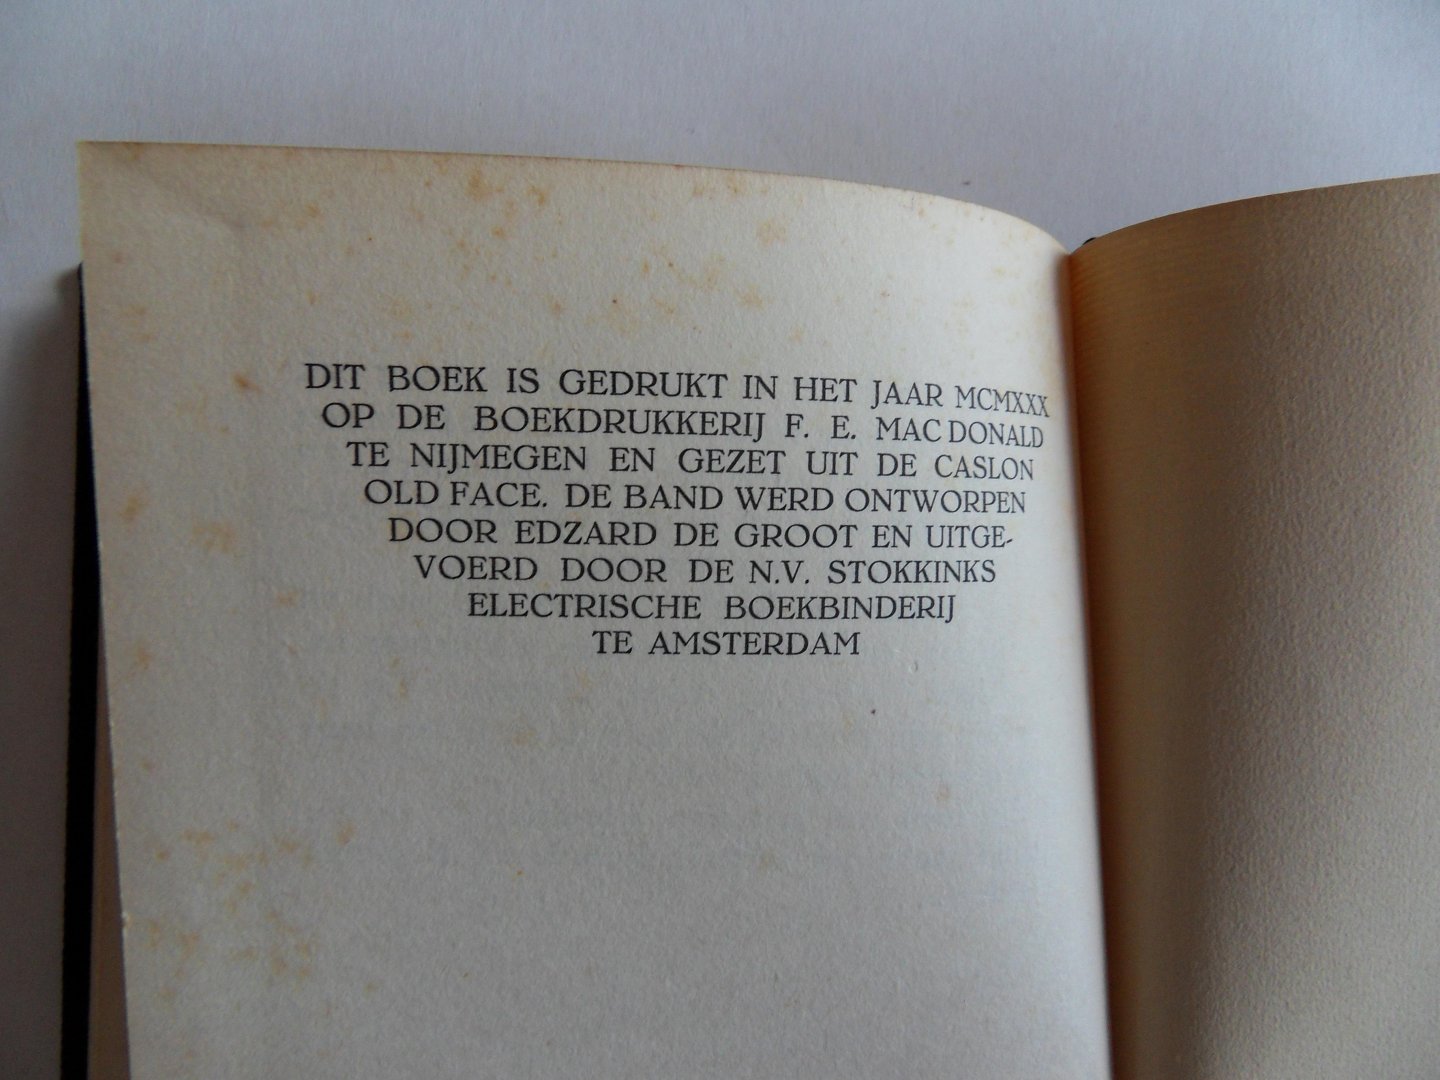 DIT BOEK IS GEDRUKT IN HET JAAR MCMXXX
OP DE BOEKDRUKKERIJ F. E. MAC DONALD
TE NIJMEGEN EN GEZET UIT DE CASLON
OLD FACE. DE BAND WERD ONTWORPEN
DOOR EDZARD DE GROOT EN UITGE-
VOERD DOOR DE N.V. STOKKINKS
ELECTRISCHE BOEKBINDERIJ
TE AMSTERDAM